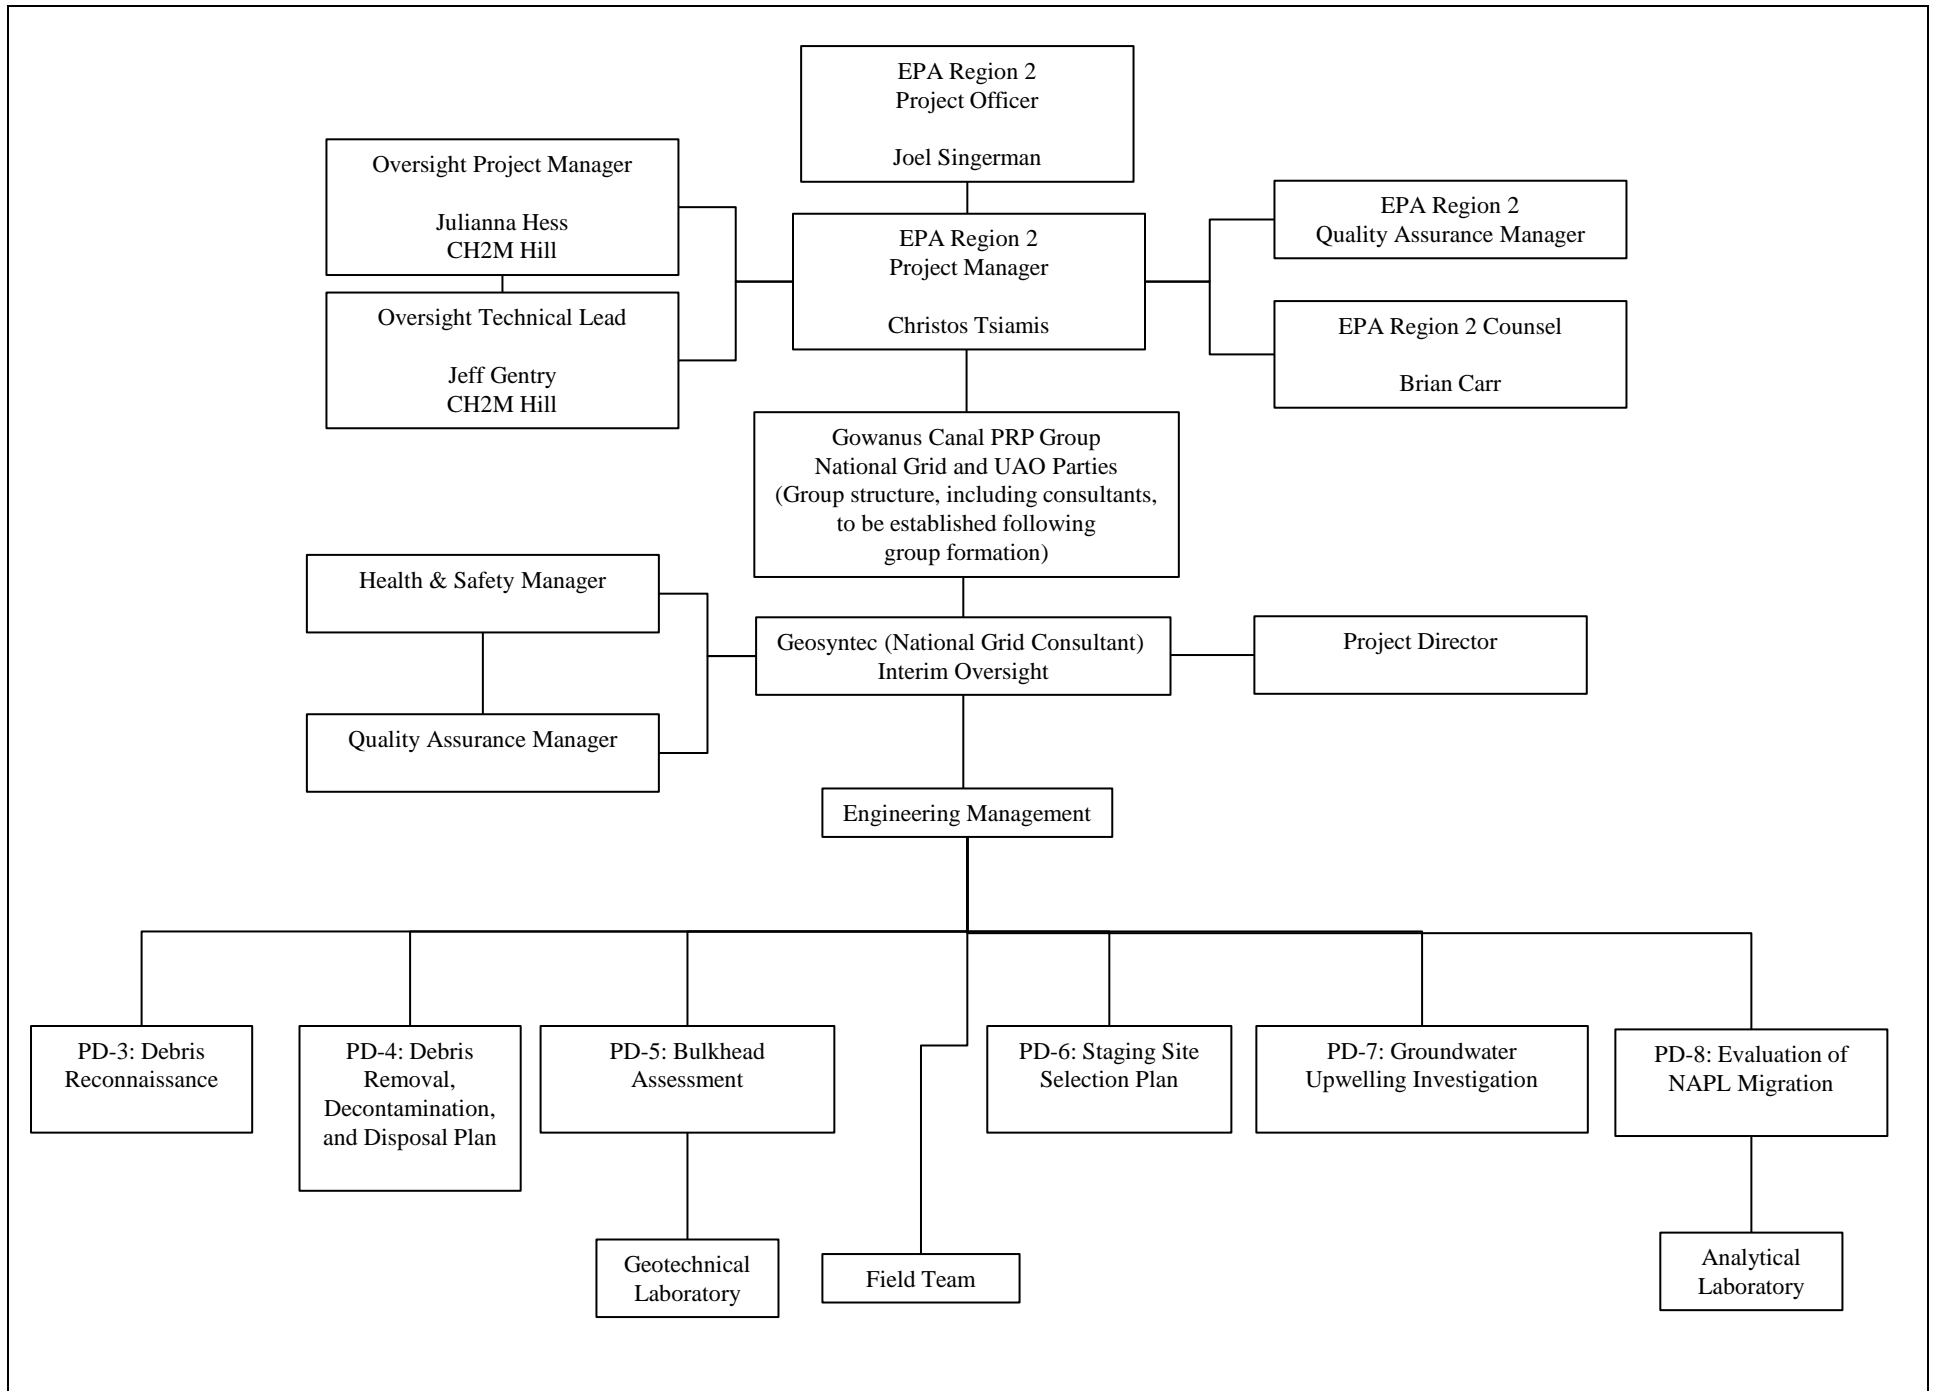 EPA Region 2
Project Officer
Joel Singerman
Oversight Project Manager
Julianna Hess
CH2M Hill
EPA Region 2
Project Manager
Christos Tsiamis
EPA Region 2
Quality Assurance Manager
Oversight Technical Lead
Jeff Gentry
CH2M Hill
EPA Region 2 Counsel
Brian Carr
Gowanus Canal PRP Group
National Grid and UAO Parties
(Group structure, including consultants,
to be established following
group formation)
Health & Safety Manager
Geosyntec (National Grid Consultant)
Interim Oversight
Project Director
Quality Assurance Manager
Engineering Management
PD-3: Debris
Reconnaissance
PD-4: Debris
Removal,
Decontamination,
and Disposal Plan
PD-5: Bulkhead
Assessment
PD-6: Staging Site
Selection Plan
PD-7: Groundwater
Upwelling Investigation
PD-8: Evaluation of
NAPL Migration
Geotechnical
Laboratory
Field Team
Analytical
Laboratory